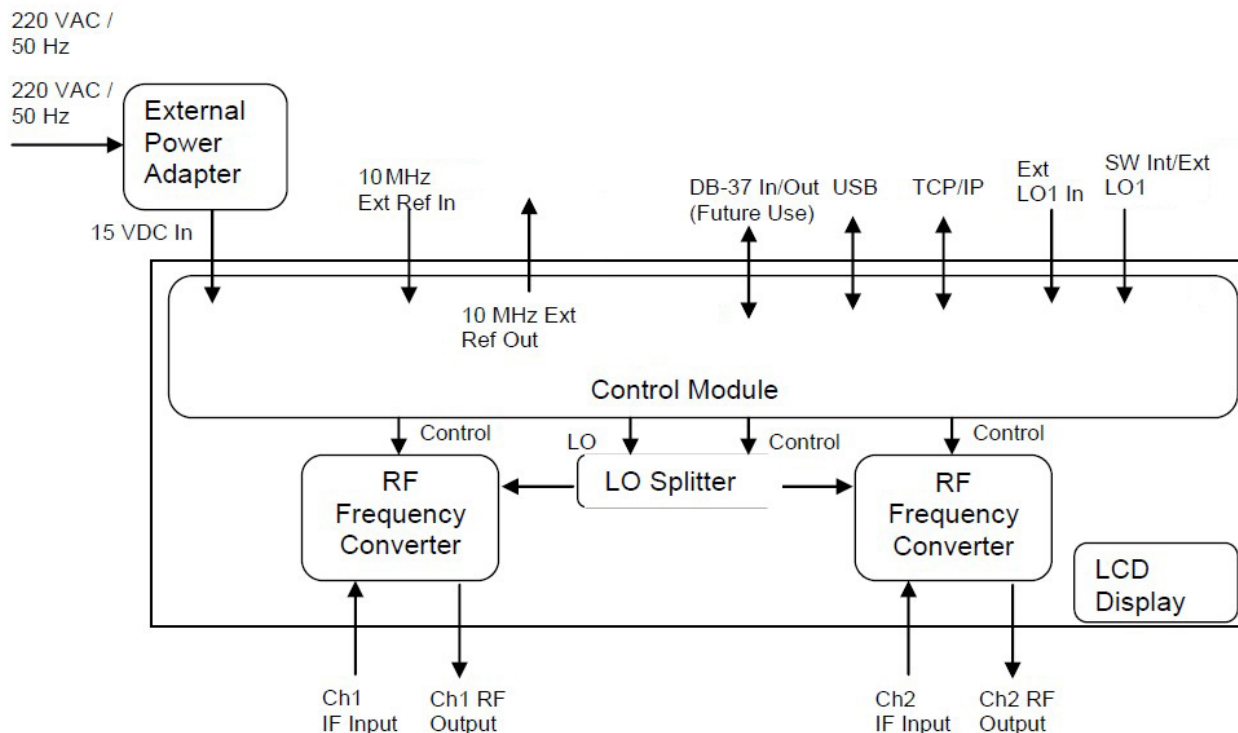 220 VAC /
50 Hz
220 VAC /
50 Hz
External
Power
Adapter
15 VDC In
10 MHz
Ext Ref In
10 MHz Ext
Ref Out
DB-37 In/Out
(Future Use)
USB
TCP/IP
Ext
LO1 In
SW Int/Ext
LO1
Control Module
Control
LO
Control
Control
RF
Frequency
Converter
LO Splitter
RF
Frequency
Converter
LCD
Display
Ch1
IF Input
Ch1 RF
Output
Ch2
IF Input
Ch2 RF
Output